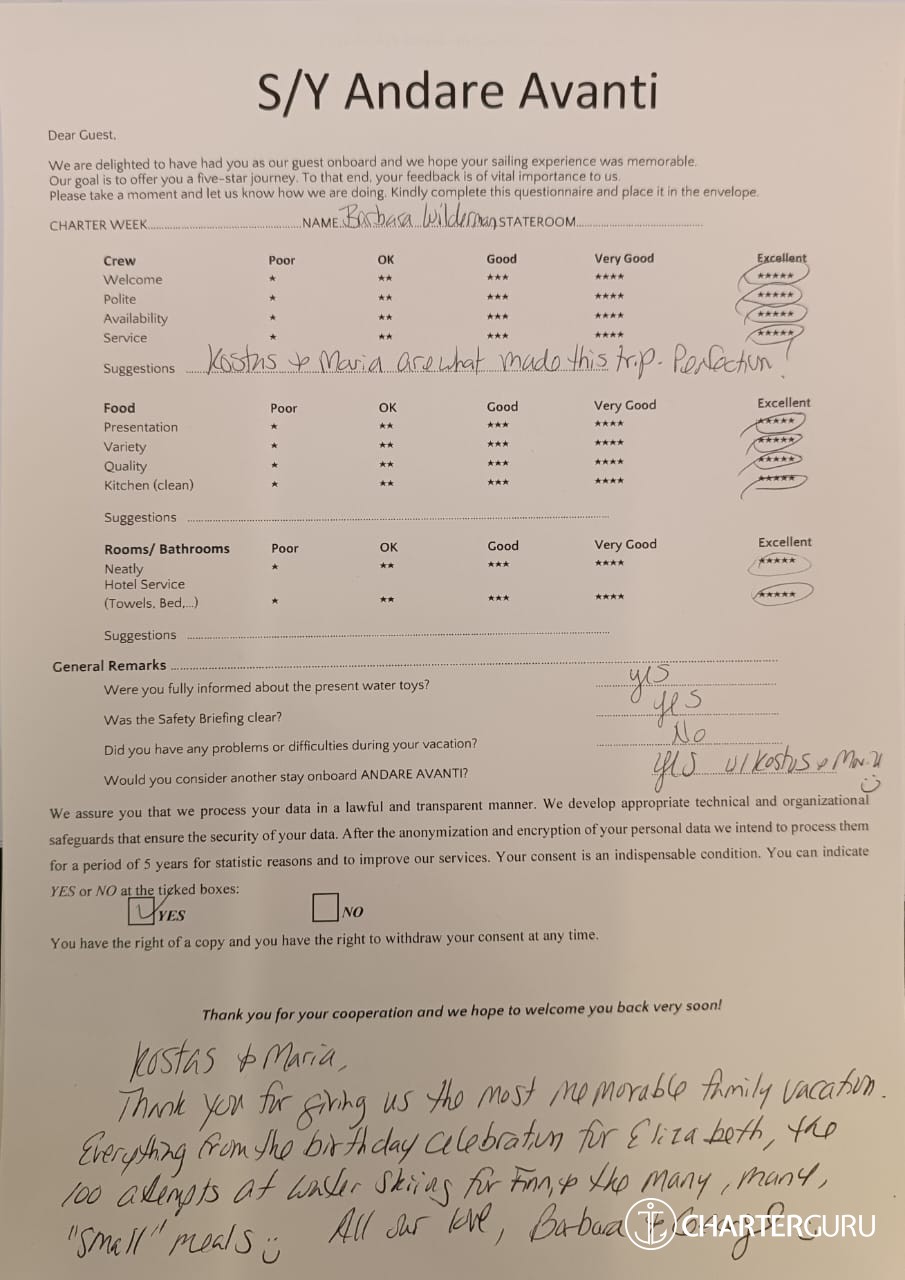 S/Y Andare Avanti
Dear Guest,
We are delighted to have had you as our guest onboard and we hope your sailing experience was memorable.
Our goal is to offer you a five-star journey. To that end, your feedback is of vital importance to us.
Please take a moment and let us know how we are doing. Kindly complete this questionnaire and place it in the envelope.
CHARTER WEEK NAME Barbara Wildeman STATEROOM
Crew Poor OK Good Very Good Excellent
Welcome * ** *** **** *****
Polite * ** *** **** *****
Availability * ** *** **** *****
Service * ** *** **** *****
Suggestions Kostas & Maria are what made this trip. Perfection!
Food Poor OK Good Very Good Excellent
Presentation * ** *** **** *****
Variety * ** *** **** *****
Quality * ** *** **** *****
Kitchen (clean) * ** *** **** *****
Suggestions
Rooms/ Bathrooms Poor OK Good Very Good Excellent
Neatly * ** *** **** *****
Hotel Service
(Towels, Bed,...) * ** *** **** *****
Suggestions
General Remarks
Were you fully informed about the present water toys? yes
Was the Safety Briefing clear? yes
Did you have any problems or difficulties during your vacation? No
Would you consider another stay onboard ANDARE AVANTI? yes w/ Kostas &
We assure you that we process your data in a lawful and transparent manner. We develop appropriate technical and organizational
safeguards that ensure the security of your data. After the anonymization and encryption of your personal data we intend to process them
for a period of 5 years for statistic reasons and to improve our services. Your consent is an indispensable condition. You can indicate
YES or NO at the ticked boxes:
YES NO
You have the right of a copy and you have the right to withdraw your consent at any time.
Thank you for your cooperation and we hope to welcome you back very soon!
Kostas & Maria,
Thank you for giving us the most memorable family vacation.
Everything from the birthday celebration for Elizabeth, the
100 attempts at water skiing for Finn, & the many, many,
"small" meals All our love, Barbara &
CHARTERGURU